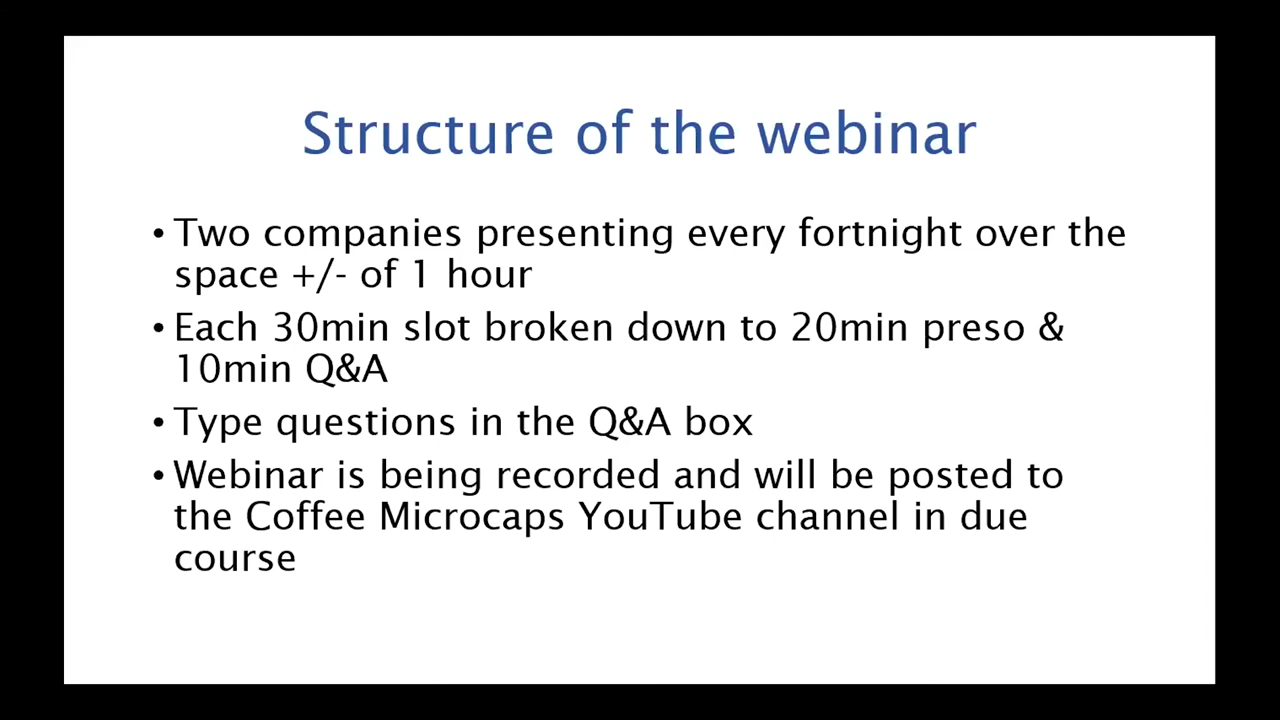 Structure of the webinar
• Two companies presenting every fortnight over the
space +/- of 1 hour
• Each 30min slot broken down to 20min preso &
10min Q&A
• Type questions in the Q&A box
• Webinar is being recorded and will be posted to
the Coffee Microcaps YouTube channel in due
course